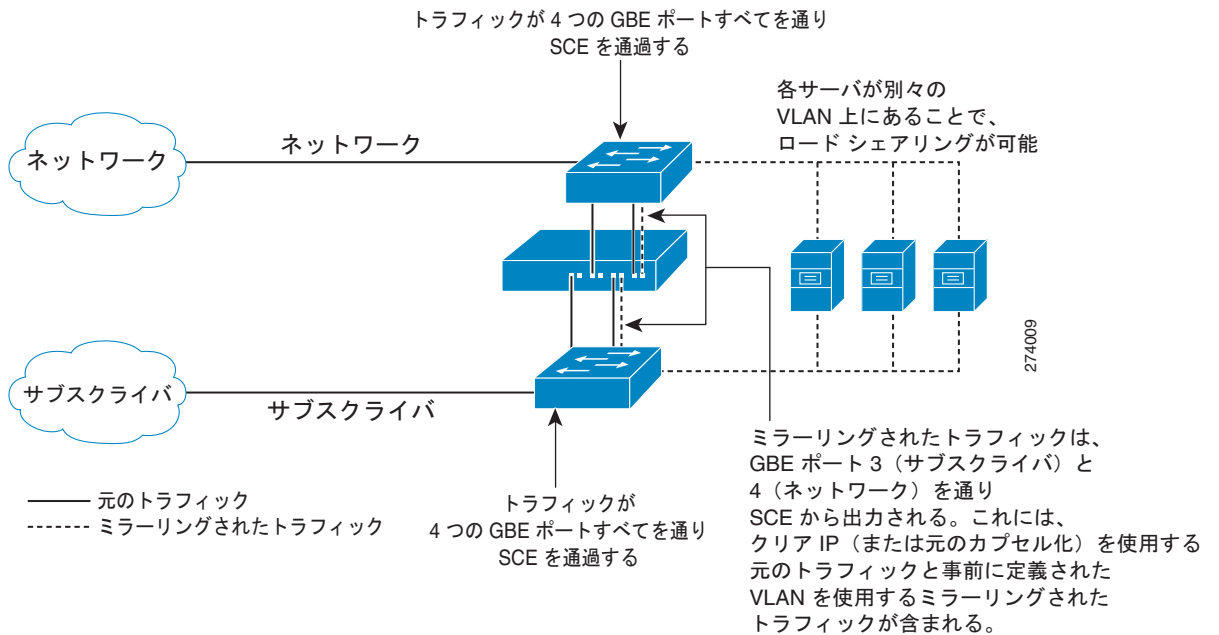 トラフィックが 4 つの GBE ポートすべてを通り
SCE を通過する
各サーバが別々の
VLAN 上にあることで、
ロード シェアリングが可能
ネットワーク
ネットワーク
サブスクライバ
サブスクライバ
274009
元のトラフィック
ミラーリングされたトラフィック
トラフィックが
4 つの GBE ポートすべてを通り
SCE を通過する
ミラーリングされたトラフィックは、
GBE ポート 3（サブスクライバ）と
4（ネットワーク）を通り
SCE から出力される。これには、
クリア IP（または元のカプセル化）を使用する
元のトラフィックと事前に定義された
VLAN を使用するミラーリングされた
トラフィックが含まれる。